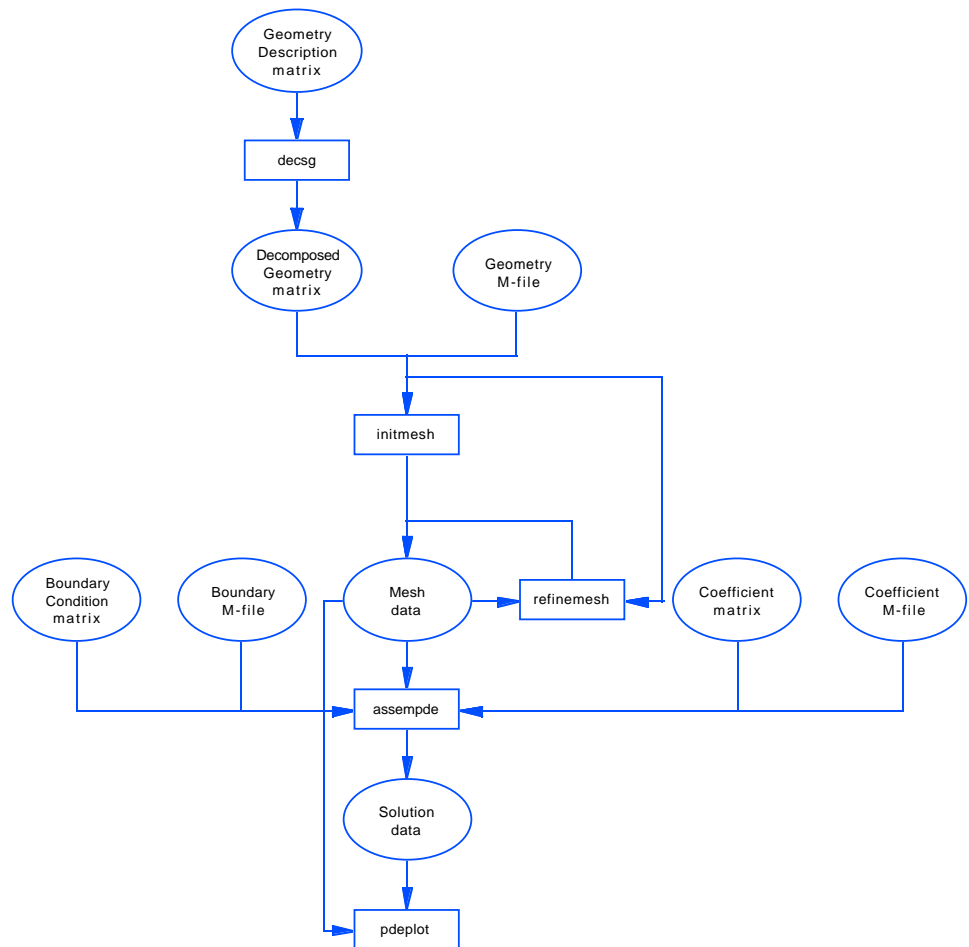 Geometry
Description
matrix
decsg
Decomposed
Geometry
matrix
Geometry
M-file
initmesh
Boundary
Condition
matrix
Boundary
M-file
Mesh
data
refinemesh
Coefficient
matrix
Coefficient
M-file
assempde
Solution
data
pdeplot